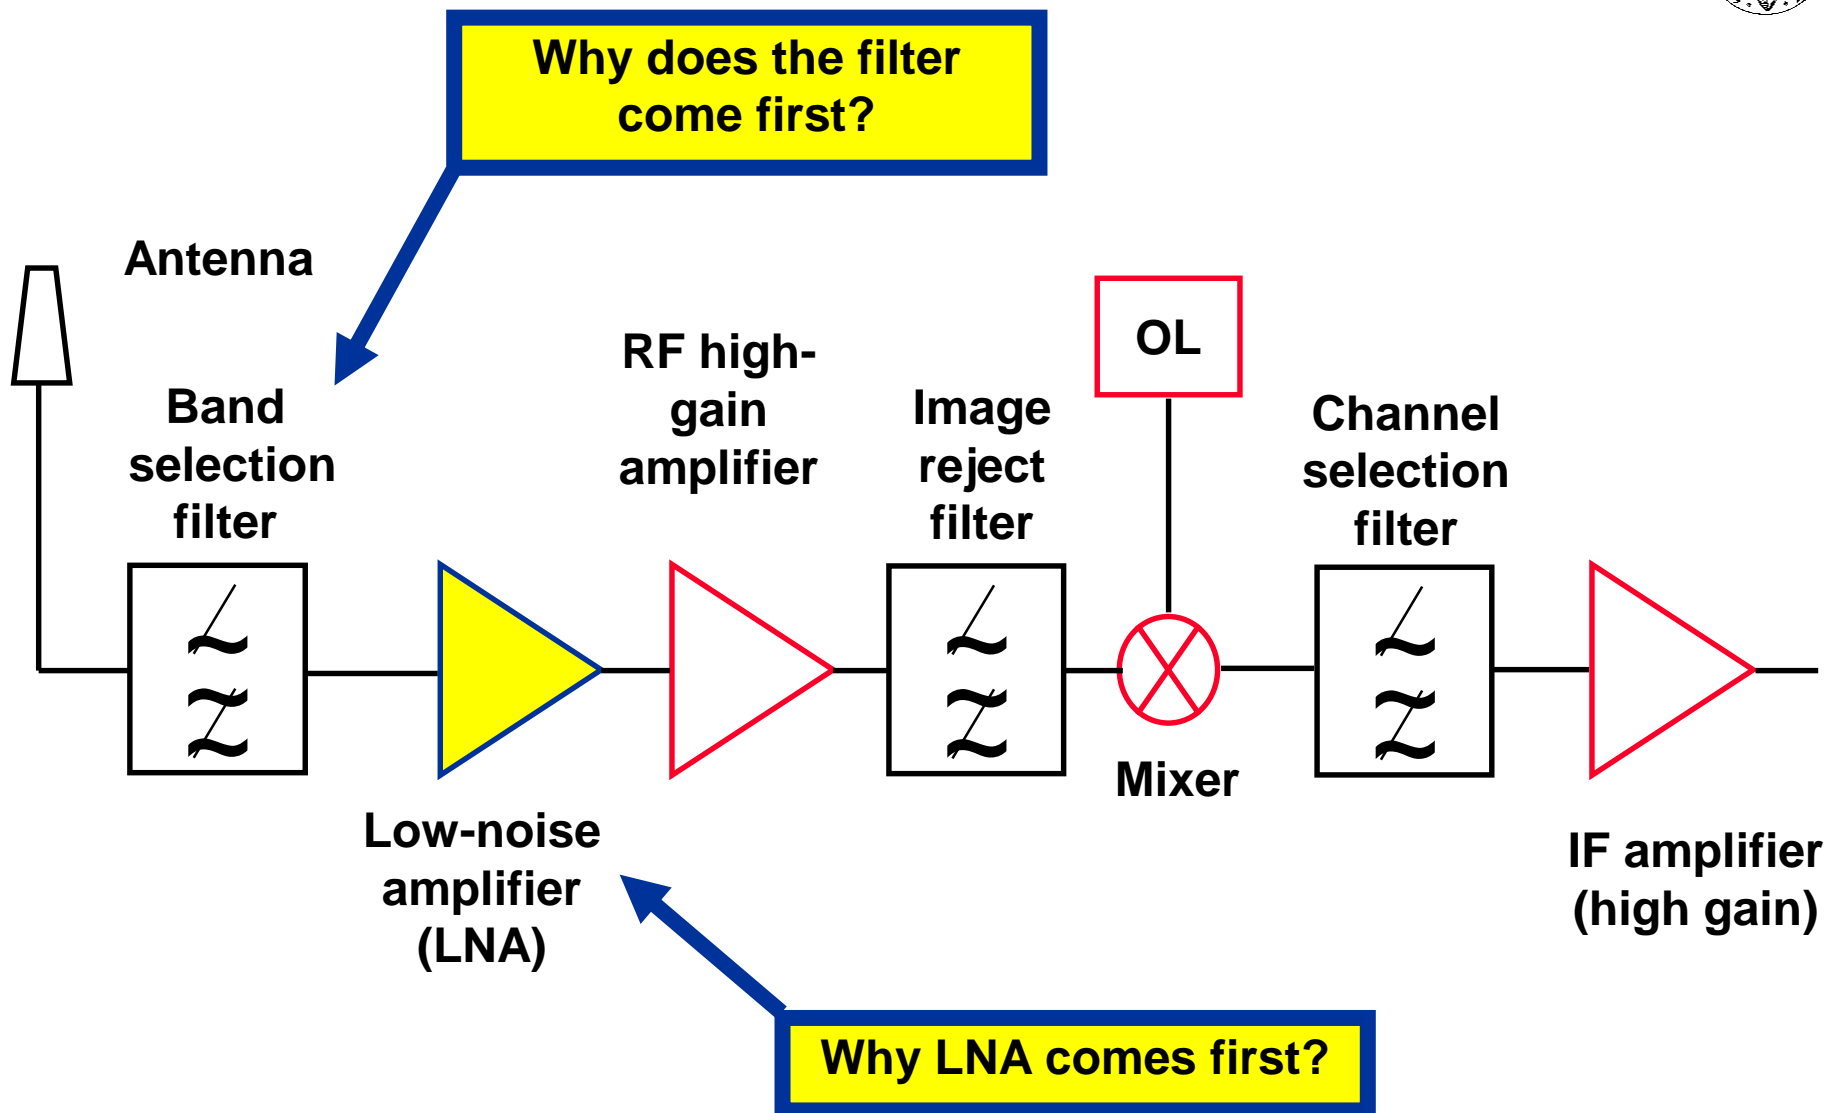 Why does the filter
come first?
Antenna
Band
selection
filter
RF high-
gain
amplifier
Image
reject
filter
OL
Channel
selection
filter
Mixer
Low-noise
amplifier
(LNA)
IF amplifier
(high gain)
Why LNA comes first?